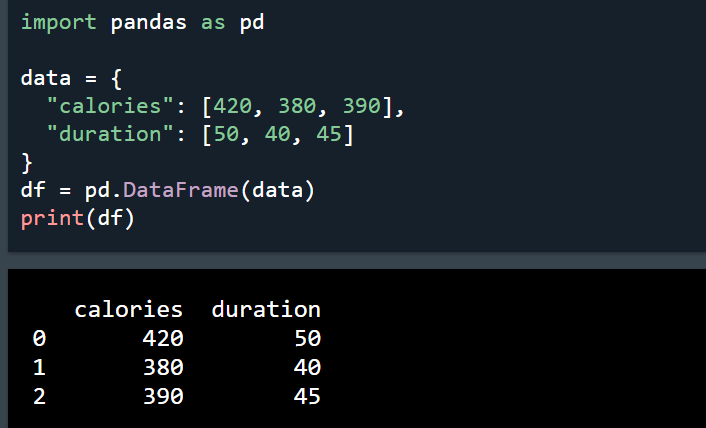 import pandas as pd
data = {
"calories": [420, 380, 390],
"duration": [50, 40, 45]
}
df = pd.DataFrame(data)
print(df)
calories duration
0 420 50
1 380 40
2 390 45